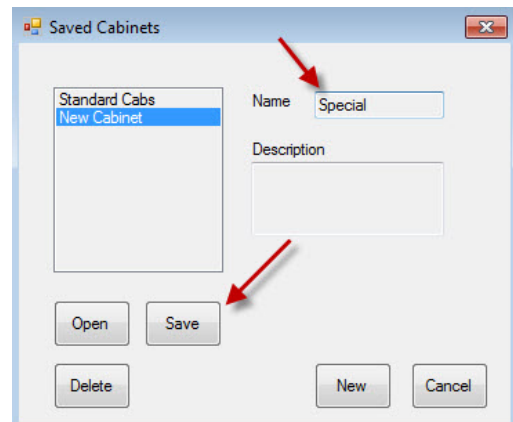 Saved Cabinets
Standard Cabs
New Cabinet
Name
Special
Description
Open
Save
Delete
New
Cancel